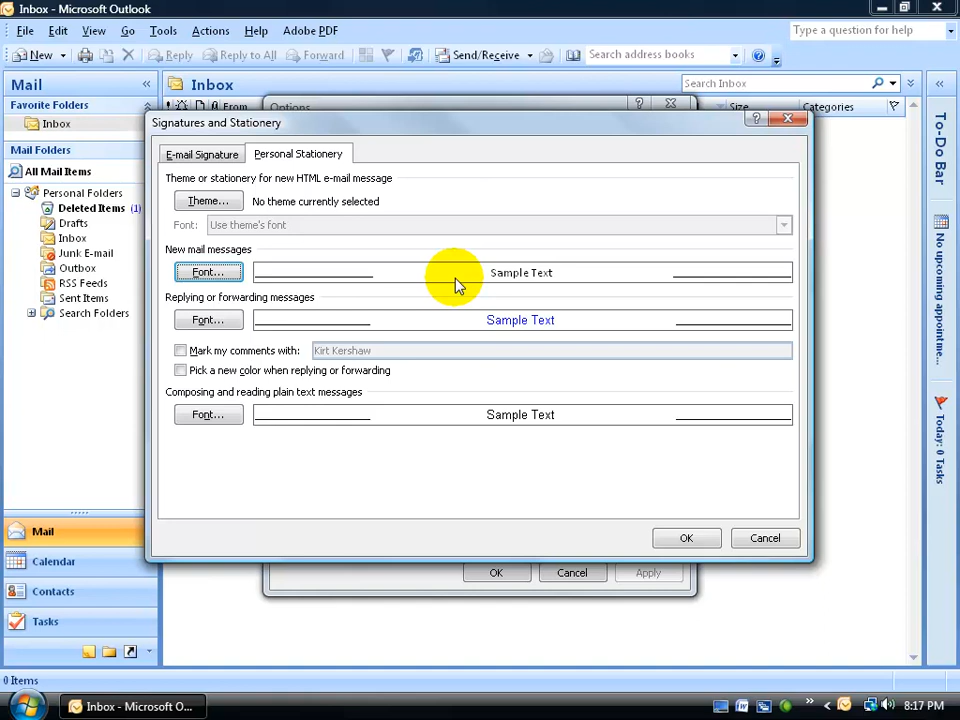 Inbox - Microsoft Outlook
File Edit View Go Tools Actions Help Adobe PDF
Type a question for help
New Reply Reply to All Forward Send/Receive Search address books
Mail «
Inbox
Search Inbox
Favorite Folders
Inbox
From
Options
Size
Categories
Mail Folders
All Mail Items
Personal Folders
Deleted Items (1)
Drafts
Inbox
Junk E-mail
Outbox
RSS Feeds
Sent Items
Search Folders
Signatures and Stationery
E-mail Signature Personal Stationery
Theme or stationery for new HTML e-mail message
Theme... No theme currently selected
Font: Use theme's font
New mail messages
Font... Sample Text
Replying or forwarding messages
Font... Sample Text
Mark my comments with: Kirt Kershaw
Pick a new color when replying or forwarding
Composing and reading plain text messages
Font... Sample Text
OK Cancel
OK Cancel Apply
To-Do Bar
No upcoming appointme...
Today: 0 Tasks
Mail
Calendar
Contacts
Tasks
0 Items
Inbox - Microsoft O...
8:17 PM